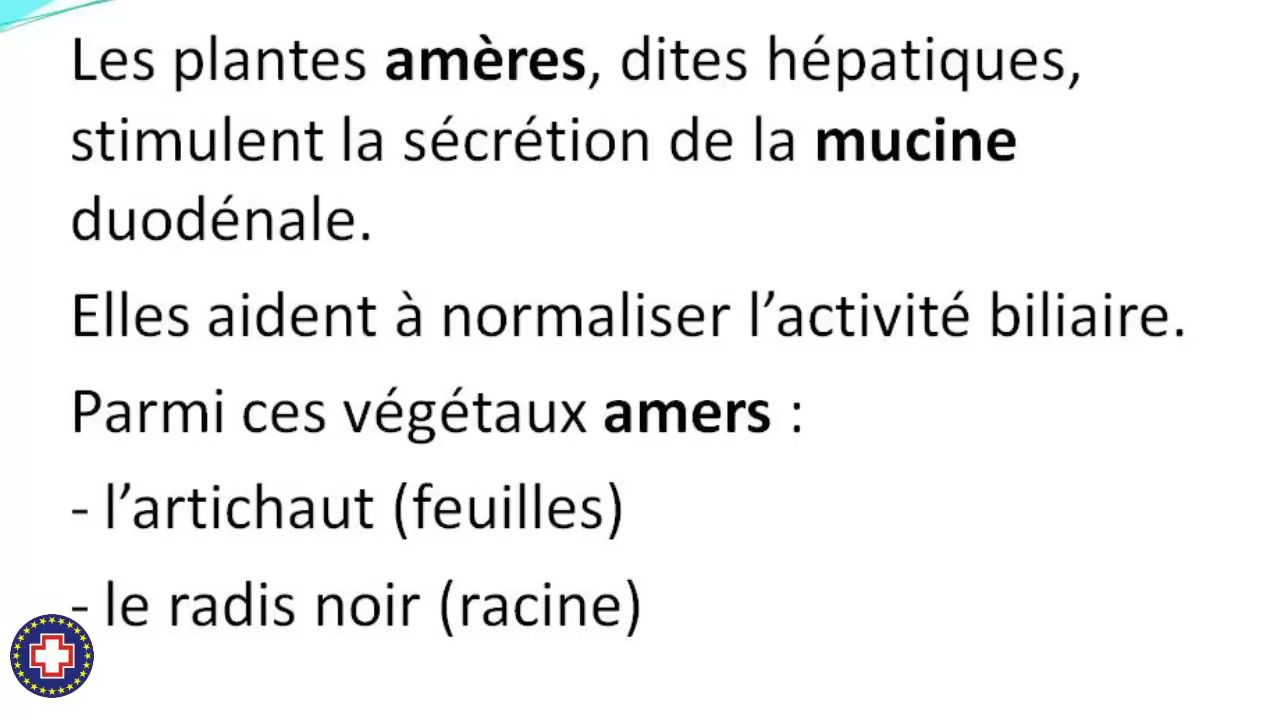 Les plantes amères, dites hépatiques,
stimulent la sécrétion de la mucine
duodénale.
Elles aident à normaliser l’activité biliaire.
Parmi ces végétaux amers :
- l’artichaut (feuilles)
- le radis noir (racine)